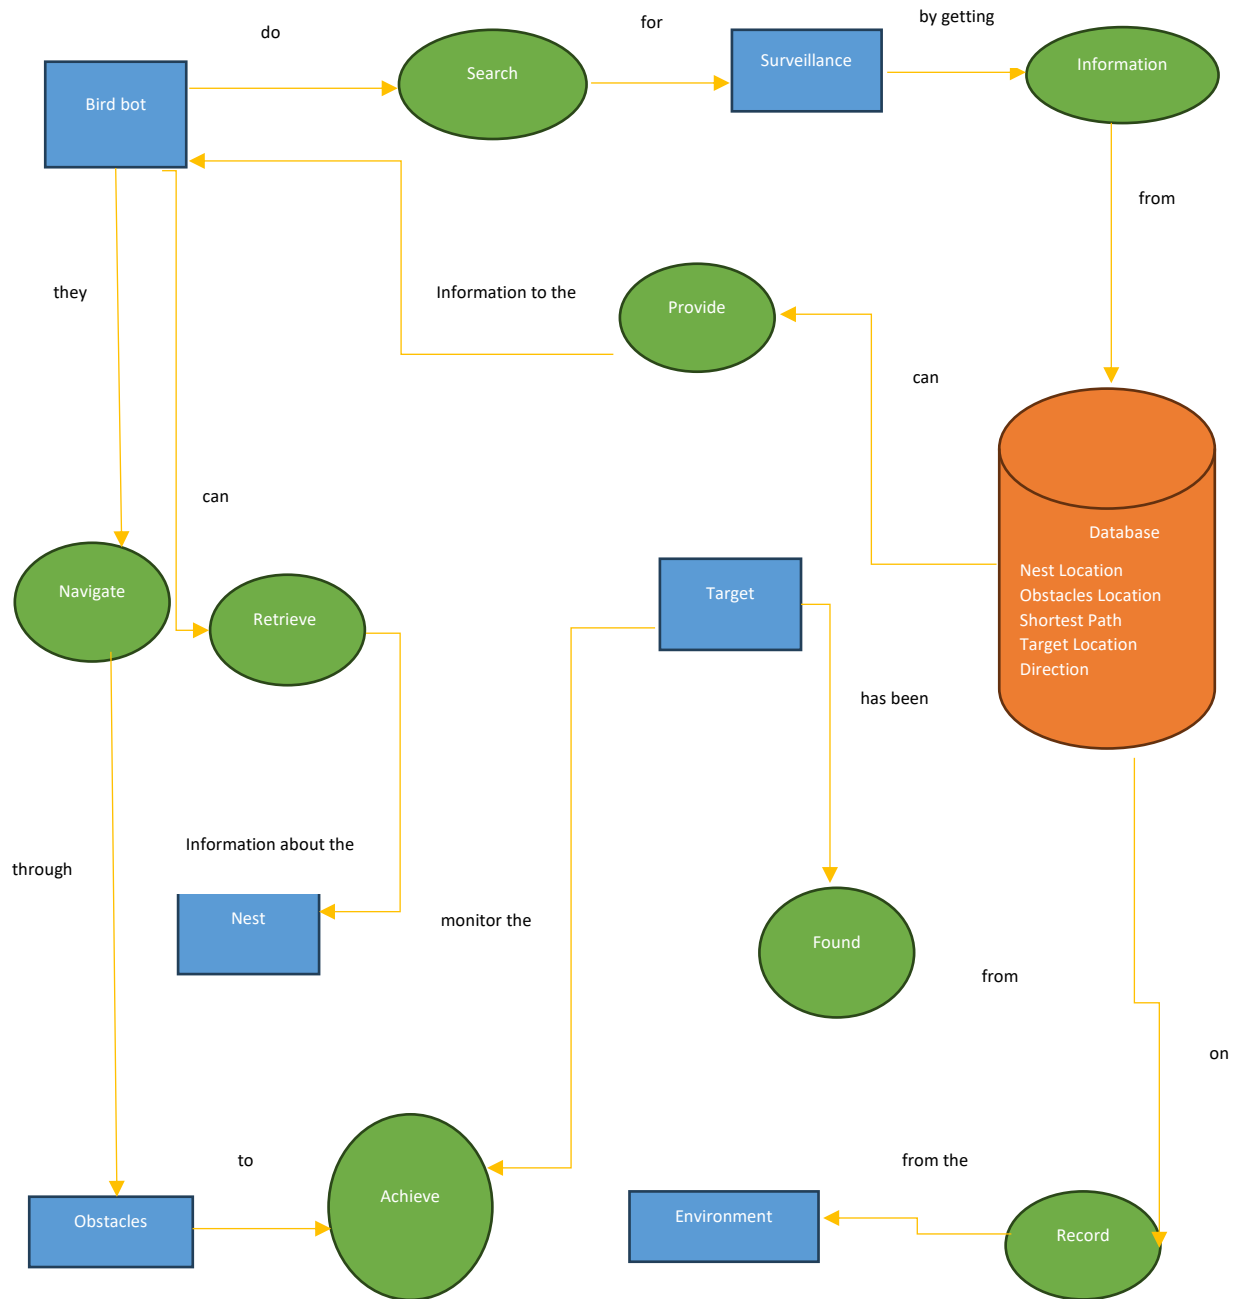 do
for
by getting
Search
Surveillance
Information
Bird bot
from
they
Information to the
Provide
can
can
Database
Nest Location
Obstacles Location
Shortest Path
Target Location
Direction
Navigate
Retrieve
Target
has been
Information about the
through
Nest
monitor the
Found
from
on
to
from the
Achieve
Obstacles
Environment
Record